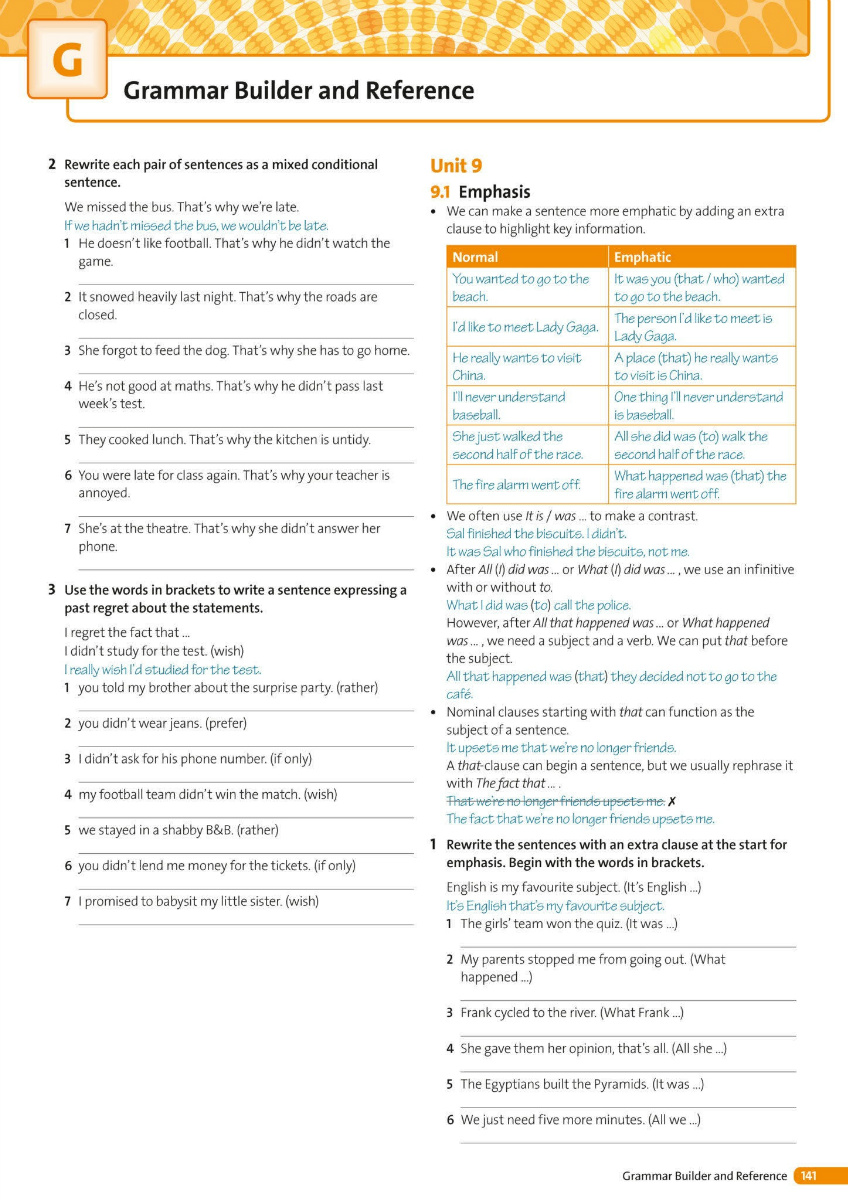 G
Grammar Builder and Reference
2 Rewrite each pair of sentences as a mixed conditional
sentence.
We missed the bus. That's why we're late.
If we hadn't missed the bus, we wouldn't be late.
1 He doesn't like football. That's why he didn't watch the
game.
2 It snowed heavily last night. That's why the roads are
closed.
3 She forgot to feed the dog. That's why she has to go home.
4 He's not good at maths. That's why he didn't pass last
week's test.
5 They cooked lunch. That's why the kitchen is untidy.
6 You were late for class again. That's why your teacher is
annoyed.
7 She's at the theatre. That's why she didn't answer her
phone.
3 Use the words in brackets to write a sentence expressing a
past regret about the statements.
I regret the fact that ...
I didn't study for the test. (wish)
I really wish I'd studied for the test.
1 you told my brother about the surprise party. (rather)
2 you didn't wear jeans. (prefer)
3 I didn't ask for his phone number. (if only)
4 my football team didn't win the match. (wish)
5 we stayed in a shabby B&B. (rather)
6 you didn't lend me money for the tickets. (if only)
7 I promised to babysit my little sister. (wish)
Unit 9
9.1 Emphasis
• We can make a sentence more emphatic by adding an extra
clause to highlight key information.
Normal Emphatic
You wanted to go to the
beach.
It was you (that / who) wanted
to go to the beach.
I'd like to meet Lady Gaga.
The person I'd like to meet is
Lady Gaga.
He really wants to visit
China.
A place (that) he really wants
to visit is China.
I'll never understand
baseball.
One thing I'll never understand
is baseball.
She just walked the
second half of the race.
All she did was (to) walk the
second half of the race.
The fire alarm went off.
What happened was (that) the
fire alarm went off.
• We often use It is / was ... to make a contrast.
Sal finished the biscuits. I didn't.
It was Sal who finished the biscuits, not me.
• After All (I) did was ... or What (I) did was ... , we use an infinitive
with or without to.
What I did was (to) call the police.
However, after All that happened was ... or What happened
was ... , we need a subject and a verb. We can put that before
the subject.
All that happened was (that) they decided not to go to the
café.
• Nominal clauses starting with that can function as the
subject of a sentence.
It upsets me that we're no longer friends.
A that-clause can begin a sentence, but we usually rephrase it
with The fact that ... .
That we're no longer friends upsets me. ✗
The fact that we're no longer friends upsets me.
1 Rewrite the sentences with an extra clause at the start for
emphasis. Begin with the words in brackets.
English is my favourite subject. (It's English ...)
It's English that's my favourite subject.
1 The girls' team won the quiz. (It was ...)
2 My parents stopped me from going out. (What
happened ...)
3 Frank cycled to the river. (What Frank ...)
4 She gave them her opinion, that's all. (All she ...)
5 The Egyptians built the Pyramids. (It was ...)
6 We just need five more minutes. (All we ...)
Grammar Builder and Reference 141